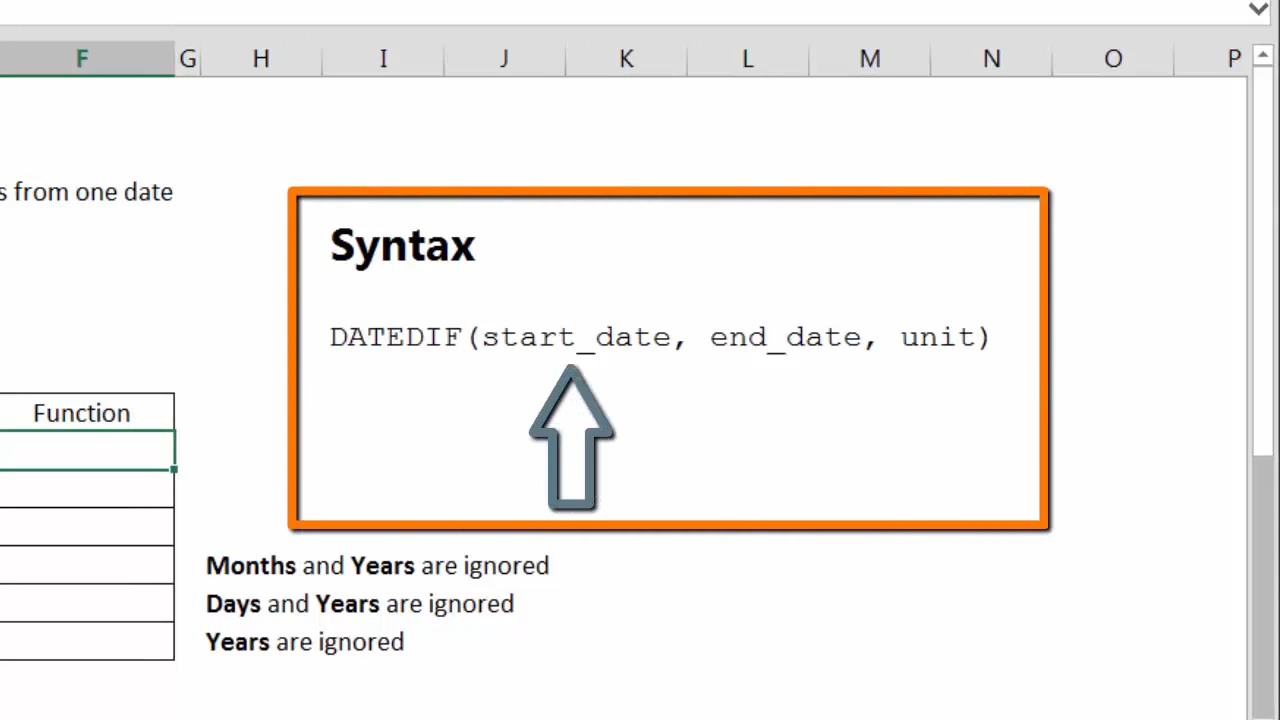 F G H I J K L M N O P
s from one date
Syntax
DATEDIF(start_date, end_date, unit)
Function
Months and Years are ignored
Days and Years are ignored
Years are ignored